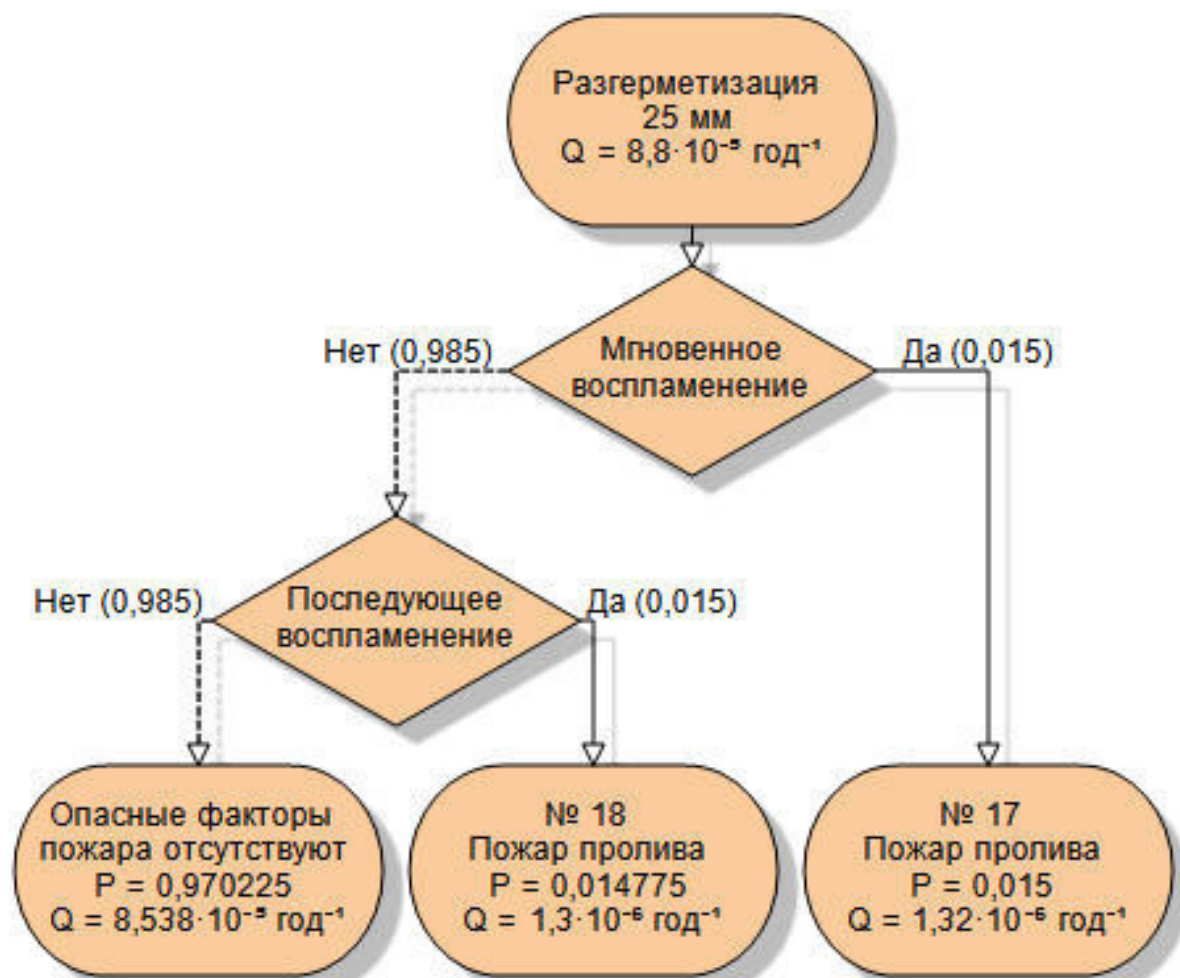 Разгерметизация
25 мм
Q = 8,8·10⁻⁵ год⁻¹
Нет (0,985)
Мгновенное
воспламенение
Да (0,015)
Нет (0,985)
Последующее
воспламенение
Да (0,015)
Опасные факторы
пожара отсутствуют
P = 0,970225
Q = 8,538·10⁻⁵ год⁻¹
№ 18
Пожар пролива
P = 0,014775
Q = 1,3·10⁻⁶ год⁻¹
№ 17
Пожар пролива
P = 0,015
Q = 1,32·10⁻⁶ год⁻¹